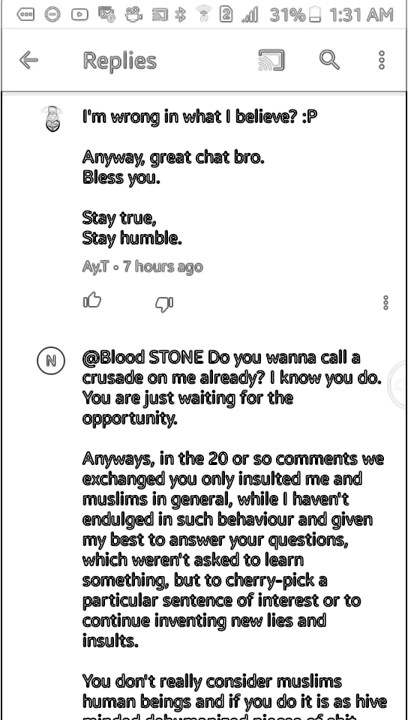 31% 1:31 AM
Replies
I'm wrong in what I believe? :P
Anyway, great chat bro.
Bless you.
Stay true,
Stay humble.
Ay.T • 7 hours ago
N
@Blood STONE Do you wanna call a
crusade on me already? I know you do.
You are just waiting for the
opportunity.
Anyways, in the 20 or so comments we
exchanged you only insulted me and
muslims in general, while I haven't
endulged in such behaviour and given
my best to answer your questions,
which weren't asked to learn
something, but to cherry-pick a
particular sentence of interest or to
continue inventing new lies and
insults.
You don't really consider muslims
human beings and if you do it is as hive
minded dehumanized pieces of shit